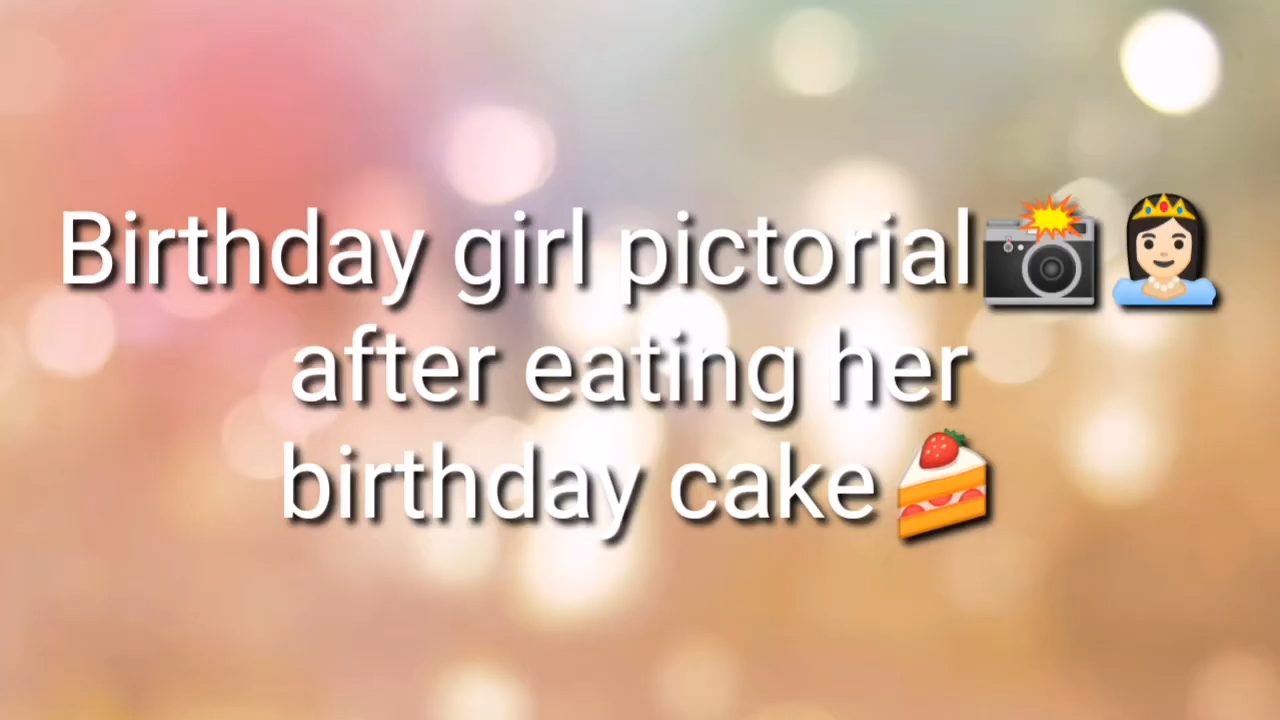 Birthday girl pictorial📸👸🏻
after eating her
birthday cake🍰